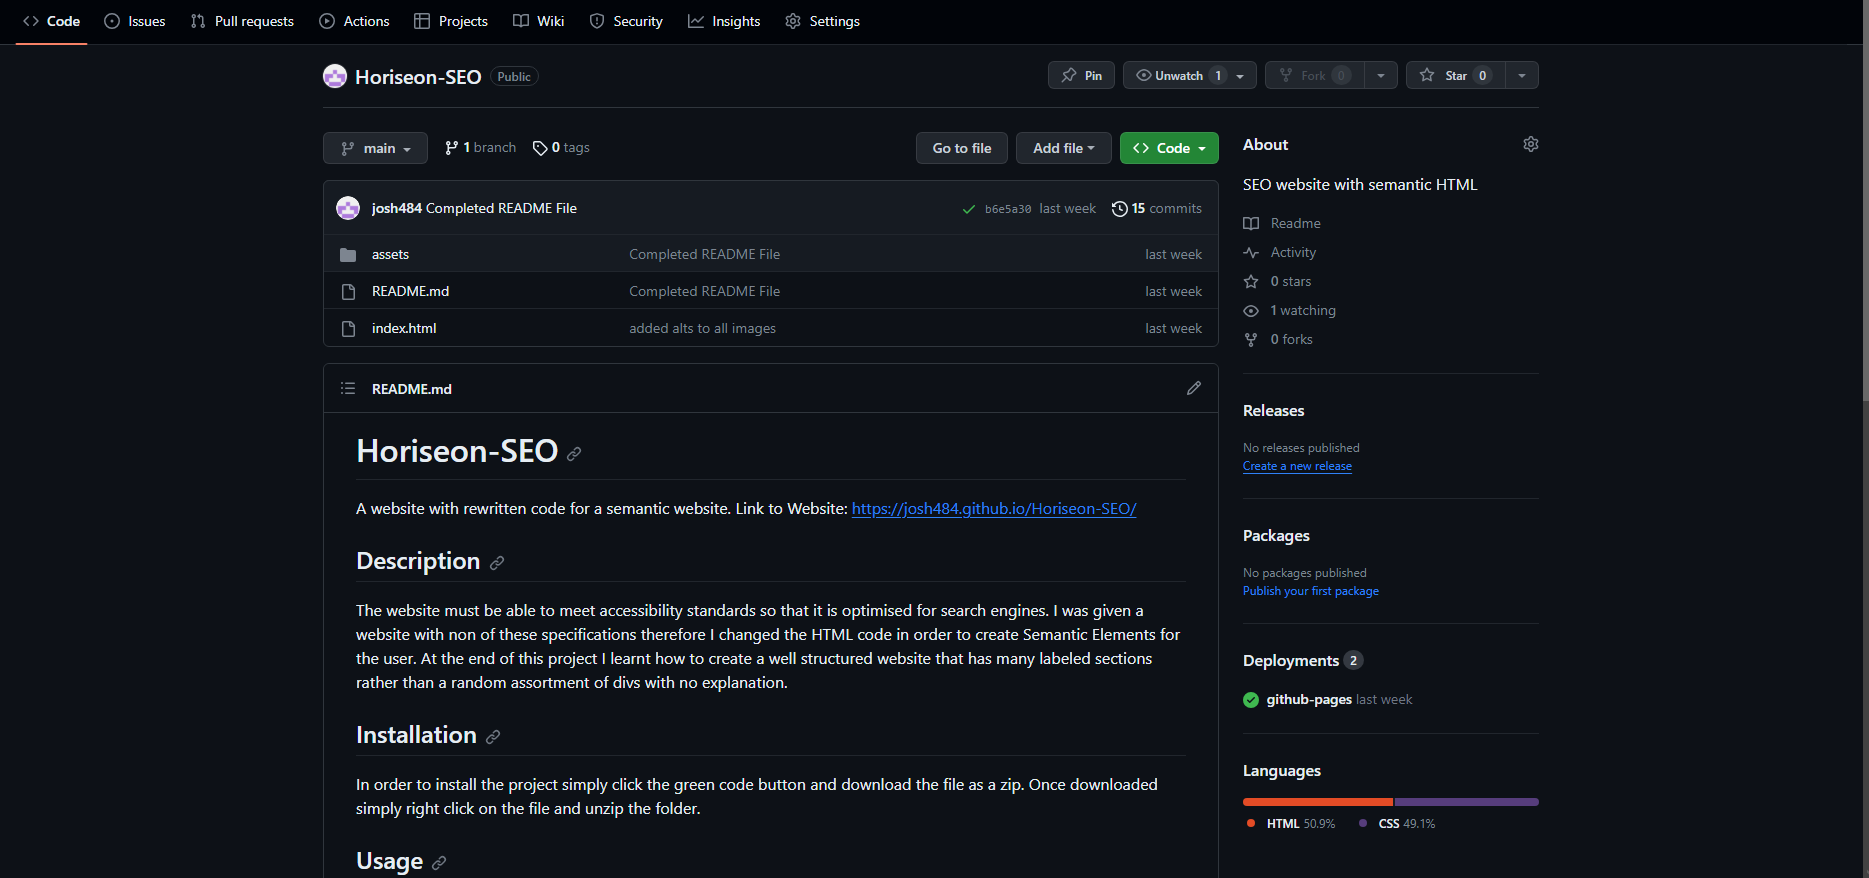 Code Issues Pull requests Actions Projects Wiki Security Insights Settings
Horiseon-SEO Public Pin Unwatch 1 Fork 0 Star 0
main 1 branch 0 tags Go to file Add file Code
josh484 Completed README File b6e5a30 last week 15 commits
assets Completed README File last week
README.md Completed README File last week
index.html added alts to all images last week
README.md
Horiseon-SEO
A website with rewritten code for a semantic website. Link to Website: https://josh484.github.io/Horiseon-SEO/
Description
The website must be able to meet accessibility standards so that it is optimised for search engines. I was given a
website with non of these specifications therefore I changed the HTML code in order to create Semantic Elements for
the user. At the end of this project I learnt how to create a well structured website that has many labeled sections
rather than a random assortment of divs with no explanation.
Installation
In order to install the project simply click the green code button and download the file as a zip. Once downloaded
simply right click on the file and unzip the folder.
Usage
About
SEO website with semantic HTML
Readme
Activity
0 stars
1 watching
0 forks
Releases
No releases published
Create a new release
Packages
No packages published
Publish your first package
Deployments 2
github-pages last week
Languages
HTML 50.9% CSS 49.1%